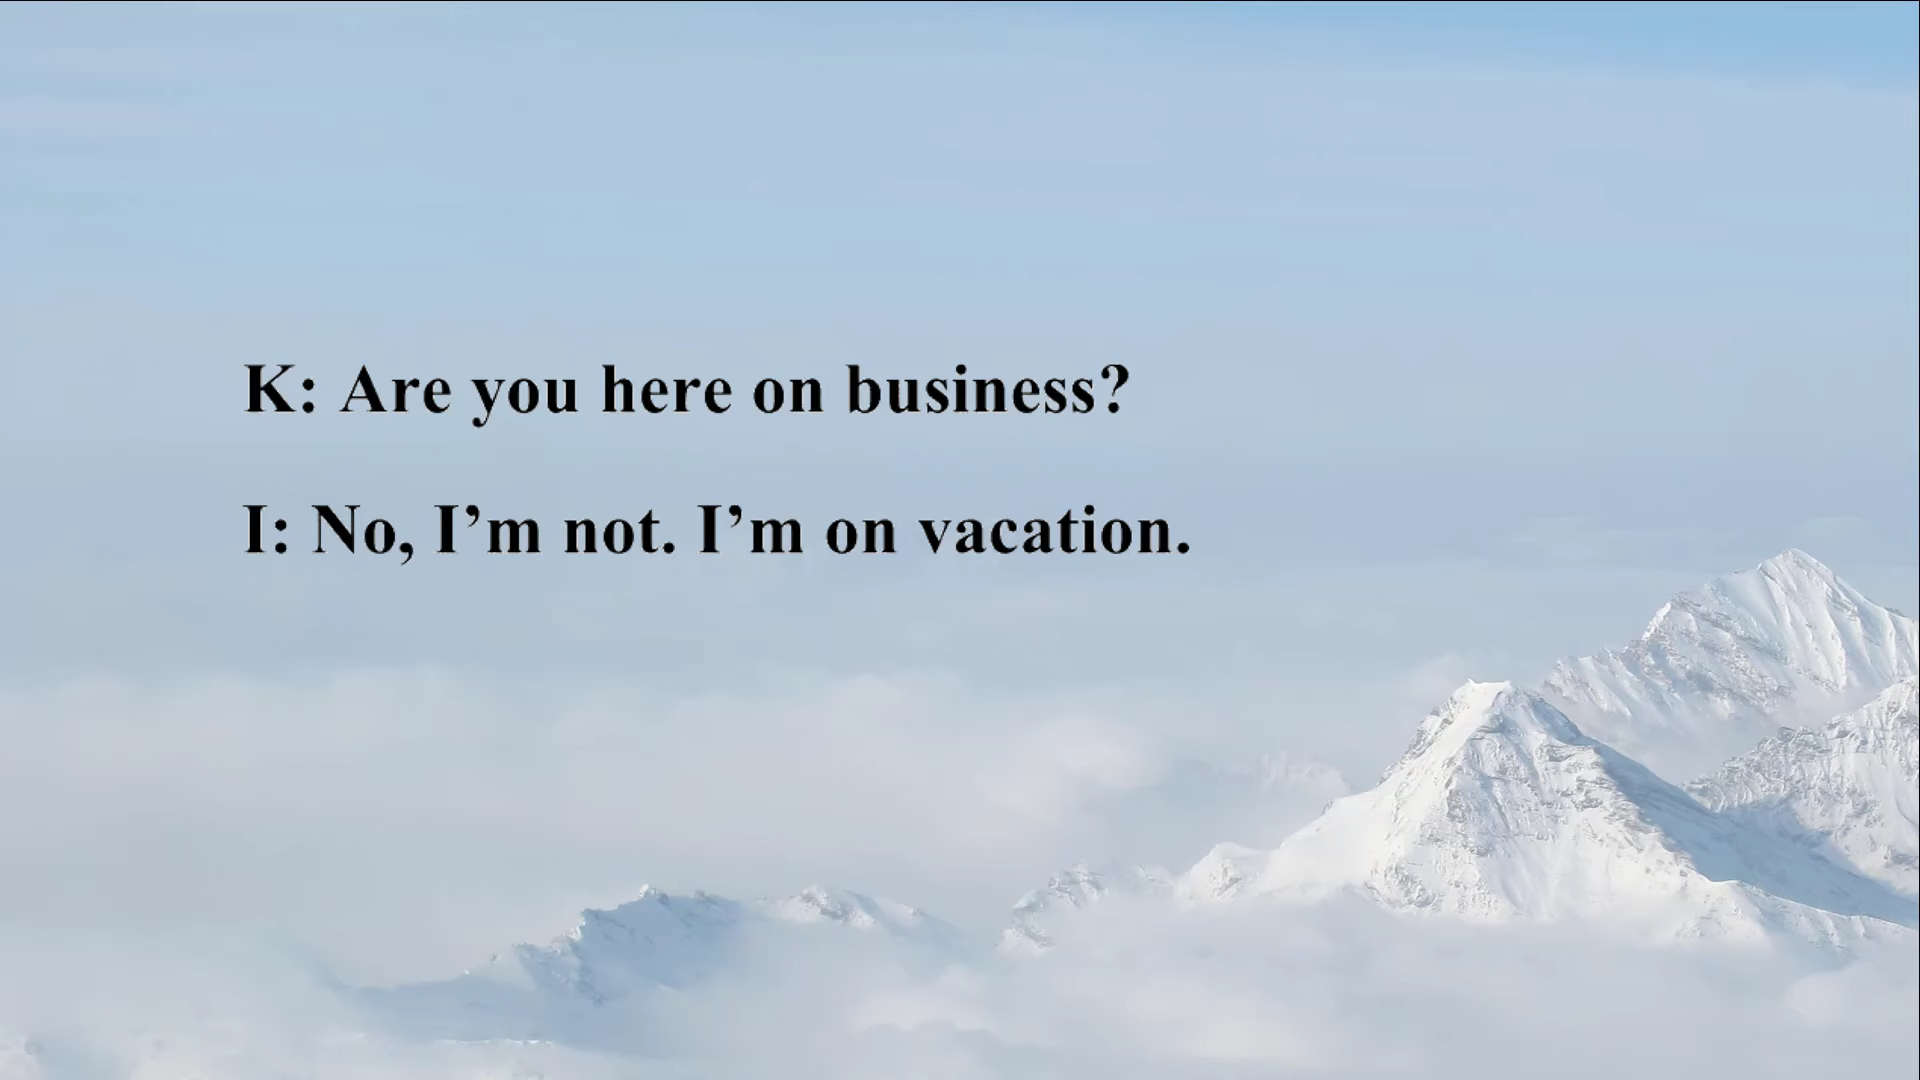 K: Are you here on business?
I: No, I’m not. I’m on vacation.